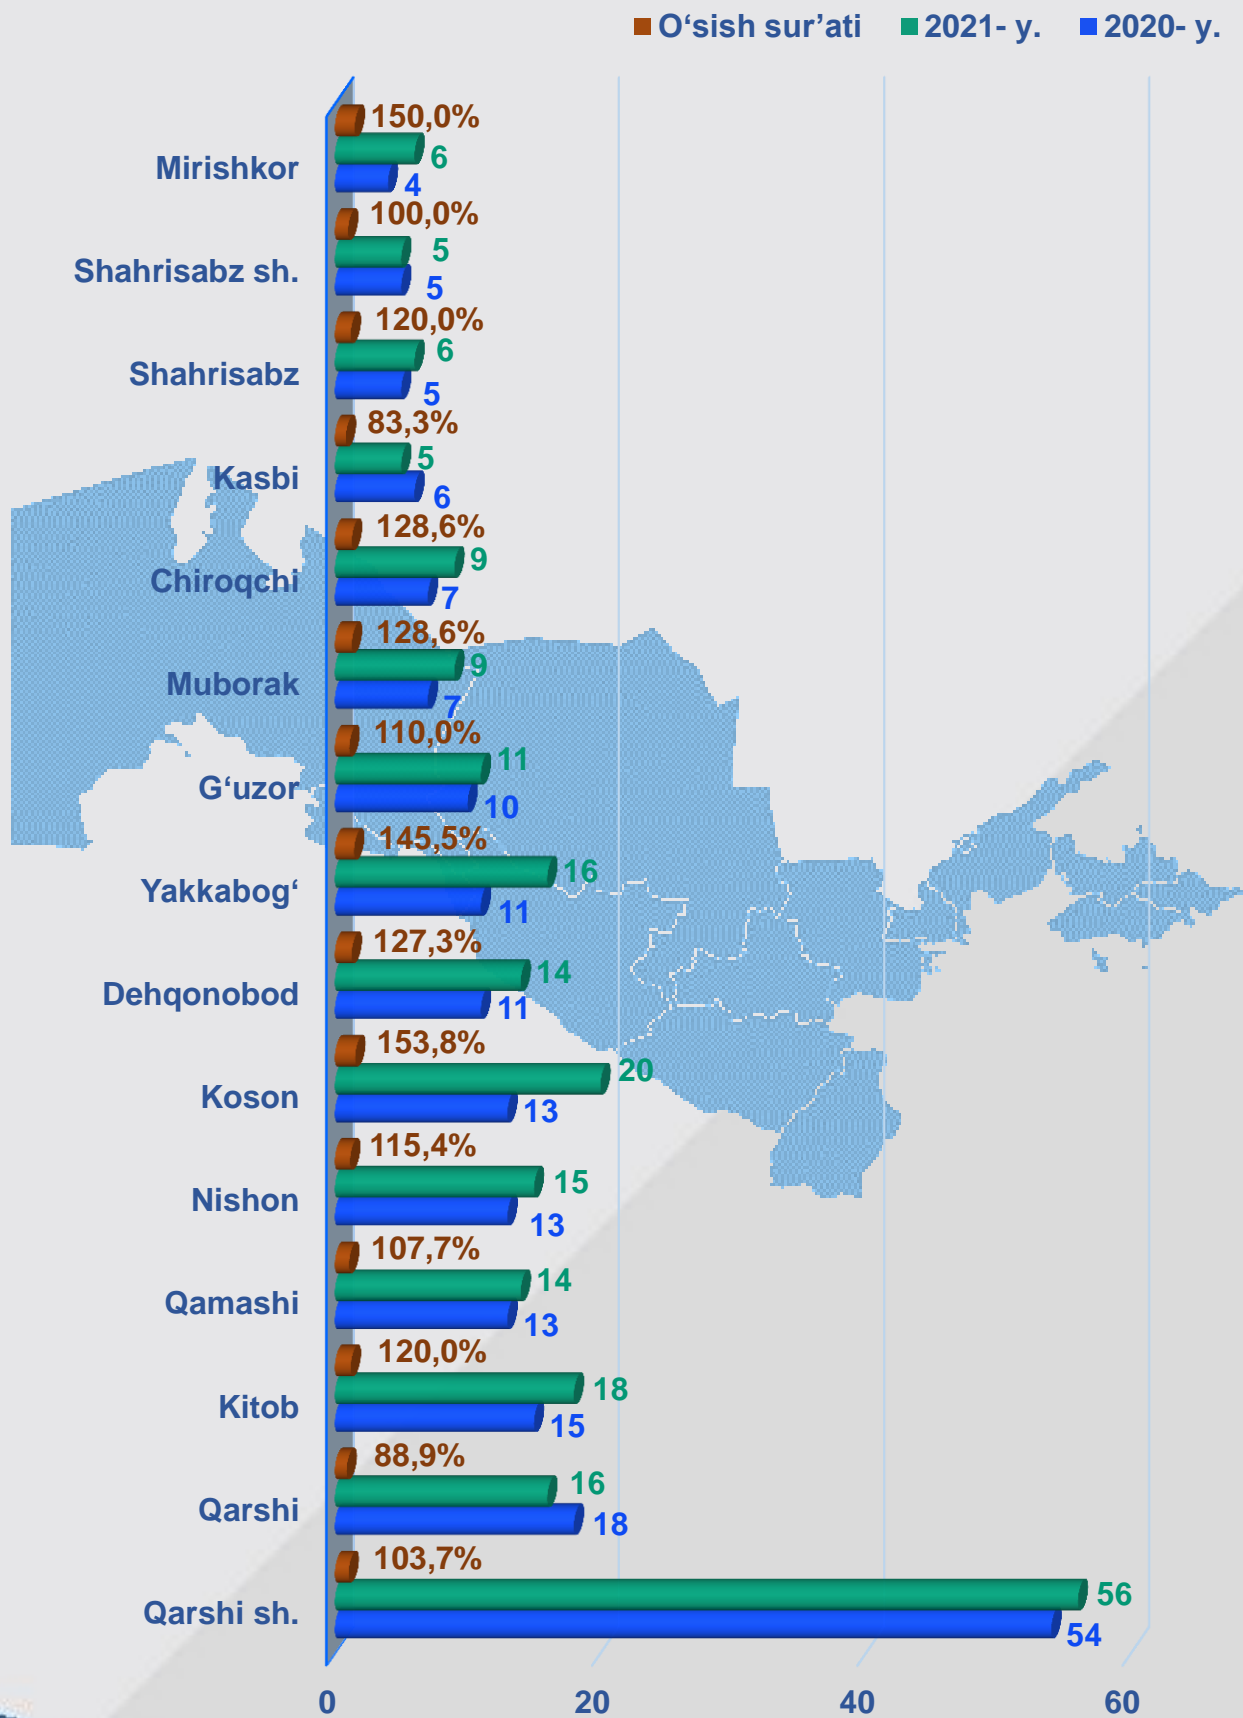 O‘sish sur’ati 2021- y. 2020- y.
150,0%
Mirishkor 6
4
100,0%
Shahrisabz sh. 5
5
120,0%
Shahrisabz 6
5
83,3%
Kasbi 5
6
128,6%
Chiroqchi 9
7
128,6%
Muborak 9
7
110,0%
G‘uzor 11
10
145,5%
Yakkabog‘ 16
11
127,3%
Dehqonobod 14
11
153,8%
Koson 20
13
115,4%
Nishon 15
13
107,7%
Qamashi 14
13
120,0%
Kitob 18
15
88,9%
Qarshi 16
18
103,7%
Qarshi sh. 56
54
0 20 40 60